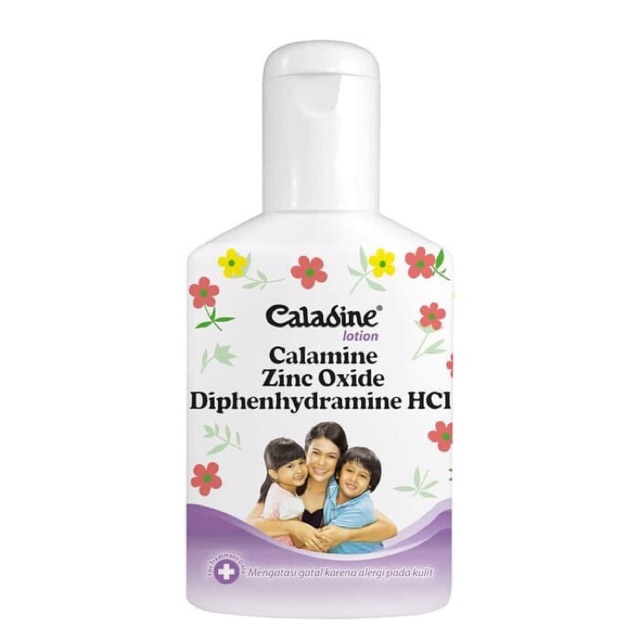 Caladine®
lotion
Calamine
Zinc Oxide
Diphenhydramine HCl
Mengatasi gatal karena alergi pada kulit